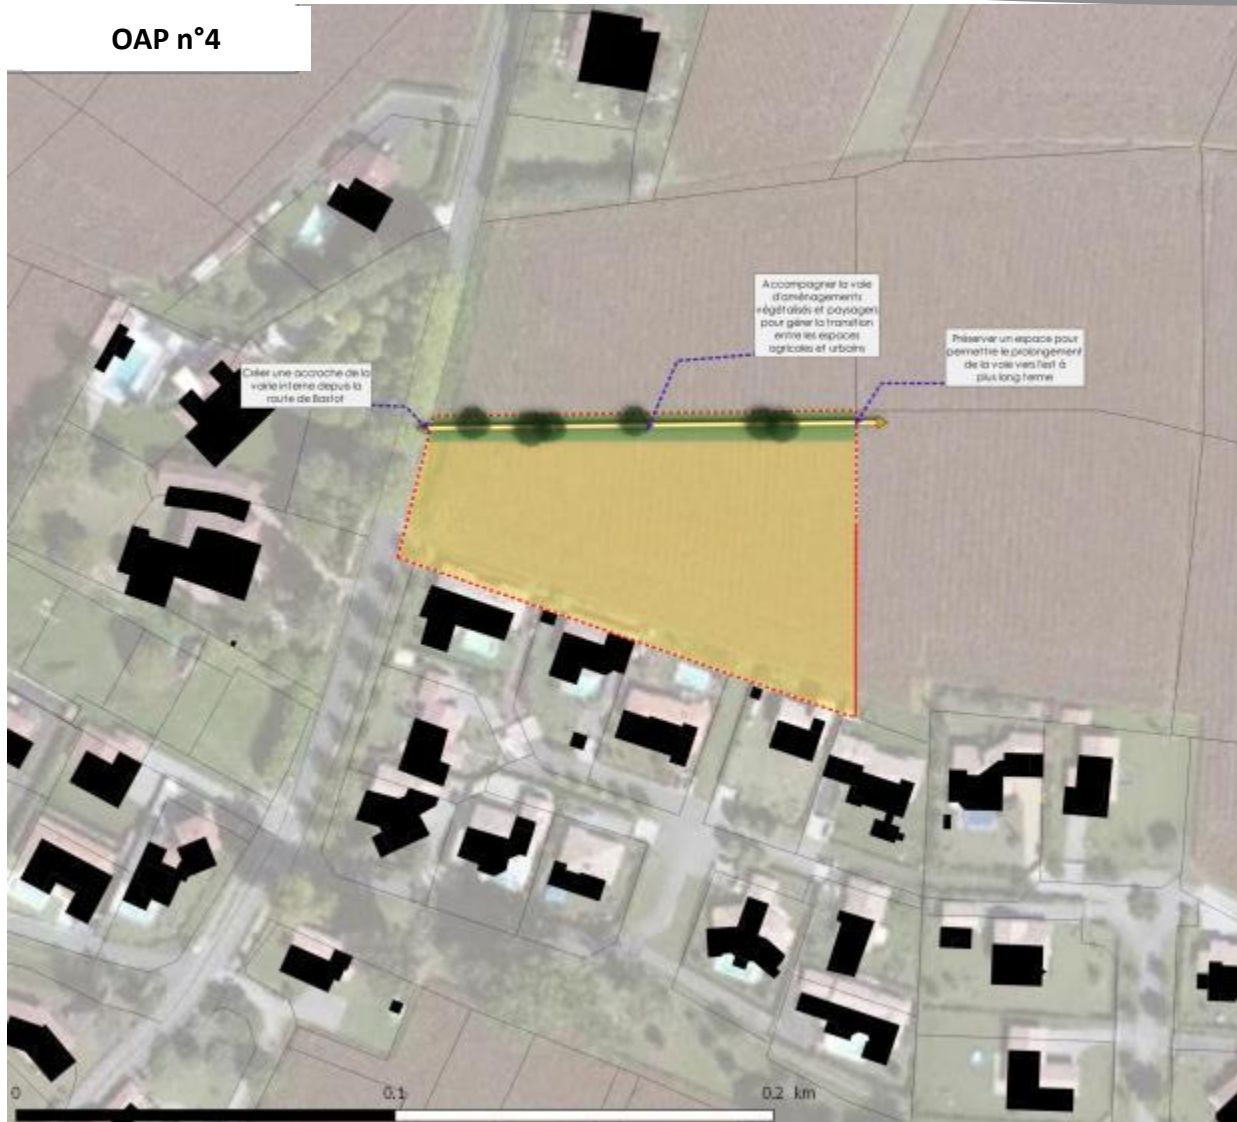 OAP n°4
Accompagner la voie
d'aménagements
végétalisés et paysagers
pour gérer la transition
entre les espaces
agricoles et urbains
Préserver un espace pour
permettre le prolongement
de la voie vers l'est à
plus long terme
Créer une accroche de la
voirie interne depuis la
route de Bastot
0 0.1 0.2 km